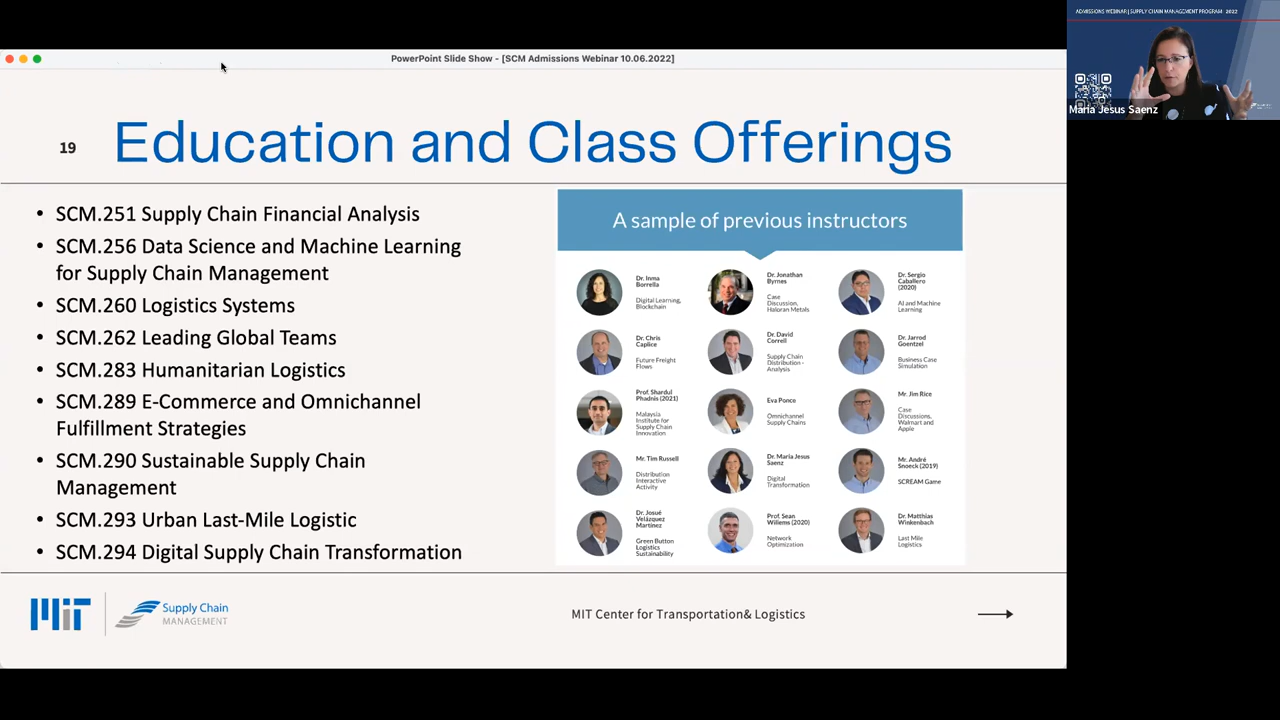 PowerPoint Slide Show - [SCM Admissions Webinar 10.06.2022]
ADMISSIONS WEBINAR | SUPPLY CHAIN MANAGEMENT PROGRAM 2022
Maria Jesus Saenz
19
Education and Class Offerings
• SCM.251 Supply Chain Financial Analysis
• SCM.256 Data Science and Machine Learning
for Supply Chain Management
• SCM.260 Logistics Systems
• SCM.262 Leading Global Teams
• SCM.283 Humanitarian Logistics
• SCM.289 E-Commerce and Omnichannel
Fulfillment Strategies
• SCM.290 Sustainable Supply Chain
Management
• SCM.293 Urban Last-Mile Logistic
• SCM.294 Digital Supply Chain Transformation
A sample of previous instructors
Dr. Inma
Borrella
Digital Learning,
Blockchain
Dr. Jonathan
Byrnes
Case
Discussion,
Haloran Metals
Dr. Sergio
Caballero
(2020)
AI and Machine
Learning
Dr. Chris
Caplice
Future Freight
Flows
Dr. David
Correll
Supply Chain
Distribution -
Analysis
Dr. Jarrod
Goentzel
Business Case
Simulation
Prof. Shardul
Phadnis (2021)
Malaysia
Institute for
Supply Chain
Innovation
Eva Ponce
Omnichannel
Supply Chains
Mr. Jim Rice
Case
Discussions,
Walmart and
Apple
Mr. Tim Russell
Distribution
Interactive
Activity
Dr. María Jesus
Saenz
Digital
Transformation
Mr. André
Snoeck (2019)
SCREAM Game
Dr. Josué
Velázquez
Martínez
Green Button
Logistics
Sustainability
Prof. Sean
Willems (2020)
Network
Optimization
Dr. Matthias
Winkenbach
Last Mile
Logistics
MIT
Supply Chain
MANAGEMENT
MIT Center for Transportation& Logistics